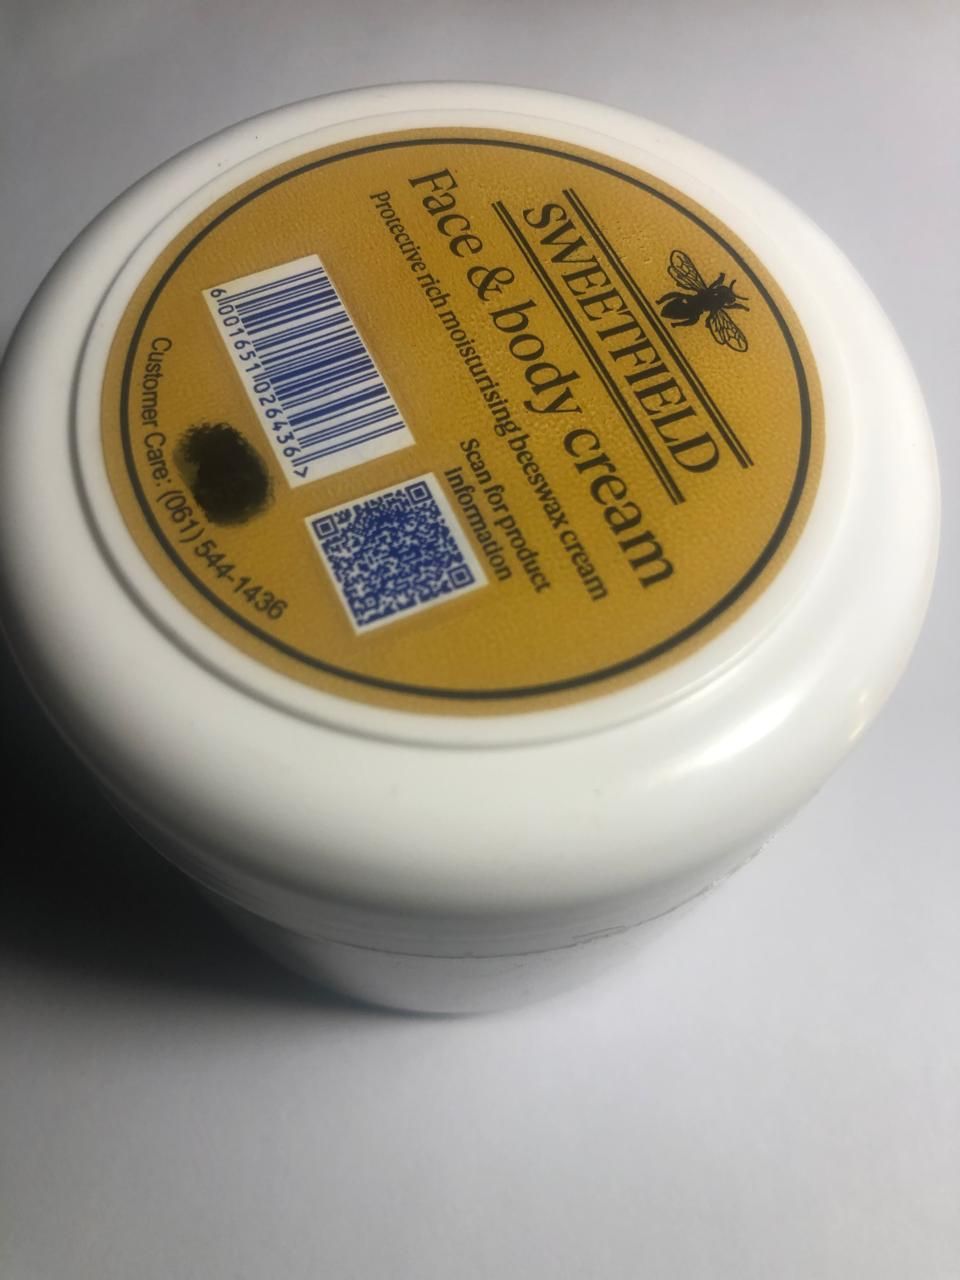 SWEETFIELD
Face & body cream
Protective rich moisturising beeswax cream
Scan for product
Information
6 001651 026436 >
Customer Care: (061) 544-1436